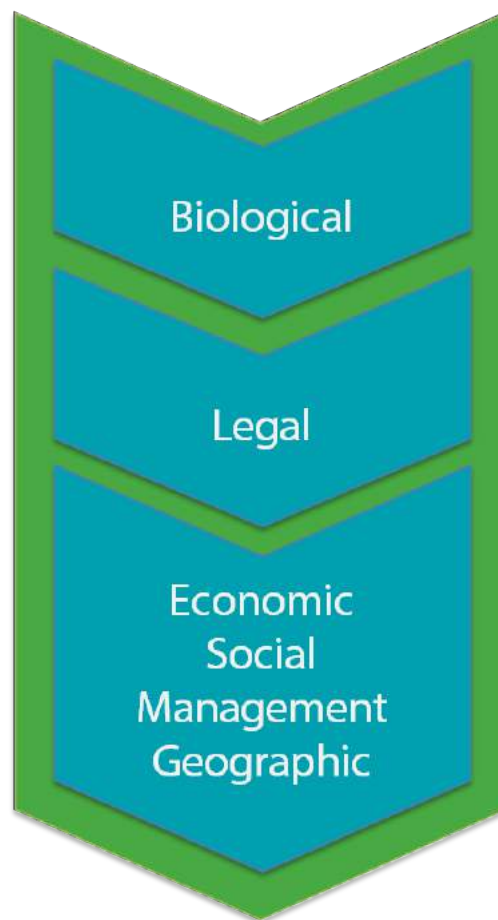 Biological
Legal
Economic
Social
Management
Geographic